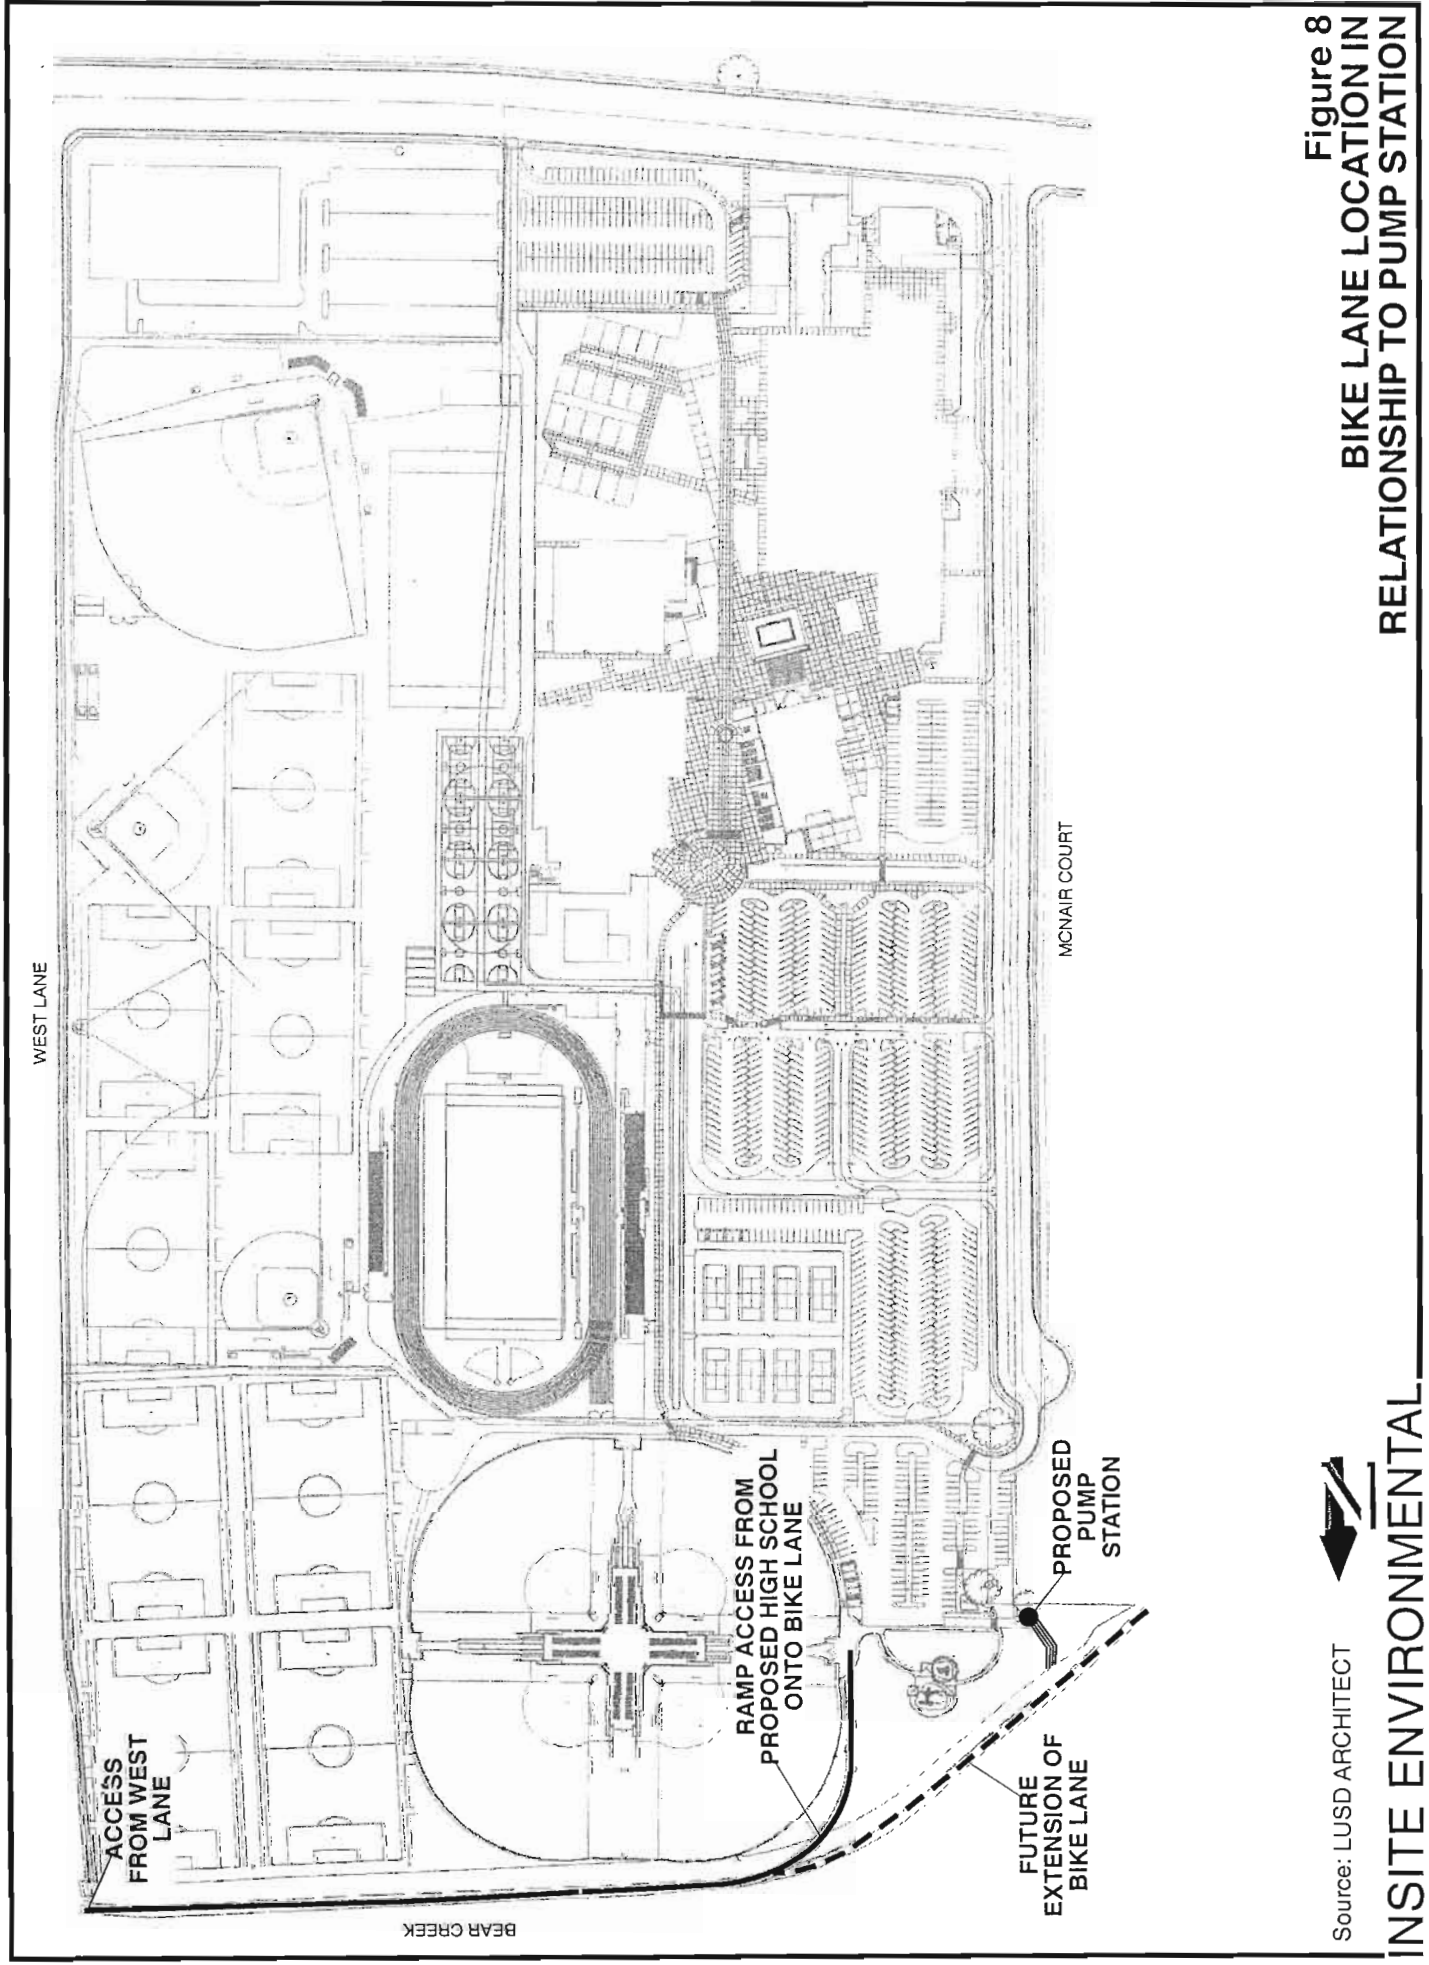 WEST LANE
ACCESS
FROM WEST
LANE
BEAR CREEK
RAMP ACCESS FROM
PROPOSED HIGH SCHOOL
ONTO BIKE LANE
FUTURE
EXTENSION OF
BIKE LANE
PROPOSED
PUMP
STATION
MCNAIR COURT
Figure 8
BIKE LANE LOCATION IN
RELATIONSHIP TO PUMP STATION
Source: LUSD ARCHITECT
INSITE ENVIRONMENTAL